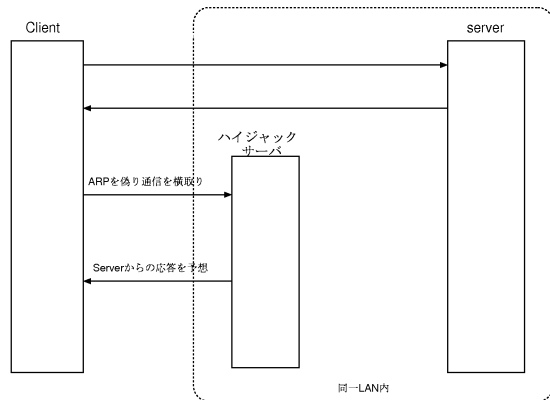 Client
server
ハイジャック
サーバ
ARPを偽り通信を横取り
Serverからの応答を予想
同一LAN内